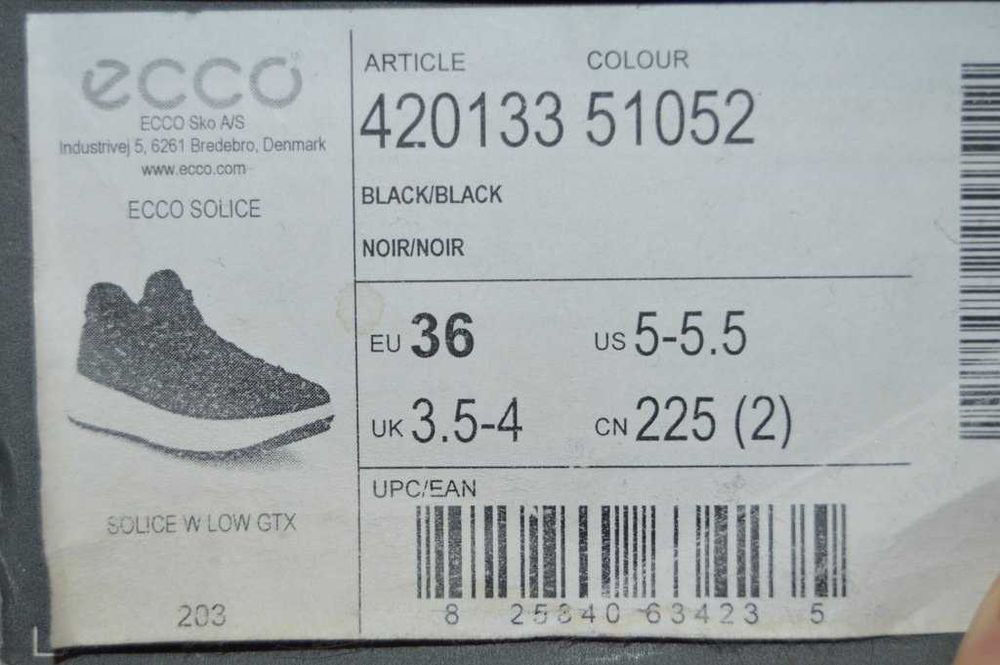 ecco
ECCO Sko A/S
Industrivej 5, 6261 Bredebro, Denmark
www.ecco.com
ECCO SOLICE
SOLICE W LOW GTX
203
ARTICLE COLOUR
420133 51052
BLACK/BLACK
NOIR/NOIR
EU 36 US 5-5.5
UK 3.5-4 CN 225 (2)
UPC/EAN
8 25840 63423 5